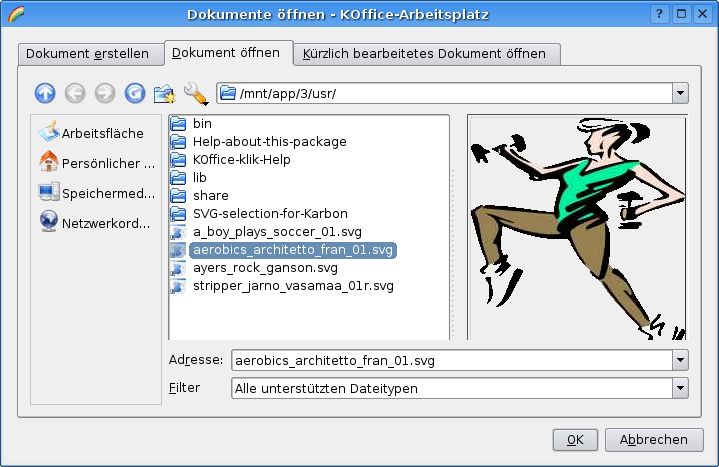 Dokumente öffnen - KOffice-Arbeitsplatz
Dokument erstellen
Dokument öffnen
Kürzlich bearbeitetes Dokument öffnen
/mnt/app/3/usr/
Arbeitsfläche
Persönlicher ...
Speichermed...
Netzwerkord...
bin
Help-about-this-package
KOffice-klik-Help
lib
share
SVG-selection-for-Karbon
a_boy_plays_soccer_01.svg
aerobics_architetto_fran_01.svg
ayers_rock_ganson.svg
stripper_jarno_vasamaa_01r.svg
Adresse: aerobics_architetto_fran_01.svg
Filter Alle unterstützten Dateitypen
OK Abbrechen